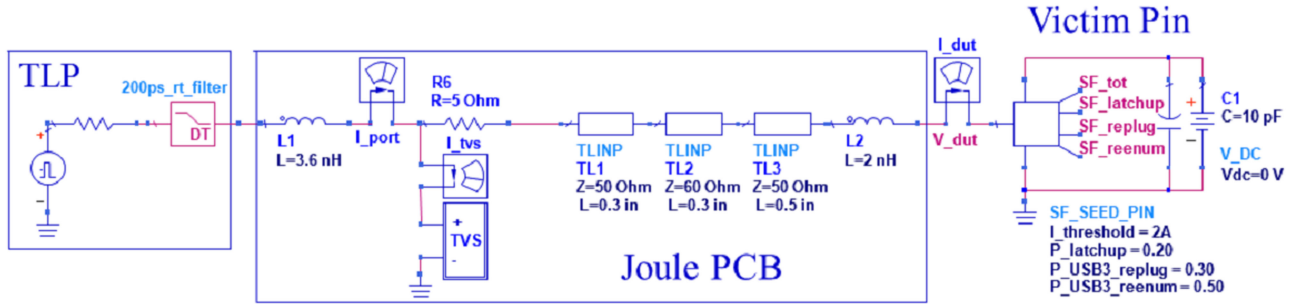 Victim Pin
TLP
200ps_rt_filter
DT
L1
L=3.6 nH
I_port
R6
R=5 Ohm
I_tvs
+
TVS
-
TLINP
TL1
Z=50 Ohm
L=0.3 in
TLINP
TL2
Z=60 Ohm
L=0.3 in
TLINP
TL3
Z=50 Ohm
L=0.5 in
L2
L=2 nH
Joule PCB
I_dut
V_dut
SF_tot
SF_latchup
SF_replug
SF_reenum
C1
C=10 pF
V_DC
Vdc=0 V
SF_SEED_PIN
I_threshold = 2A
P_latchup = 0.20
P_USB3_replug = 0.30
P_USB3_reenum = 0.50